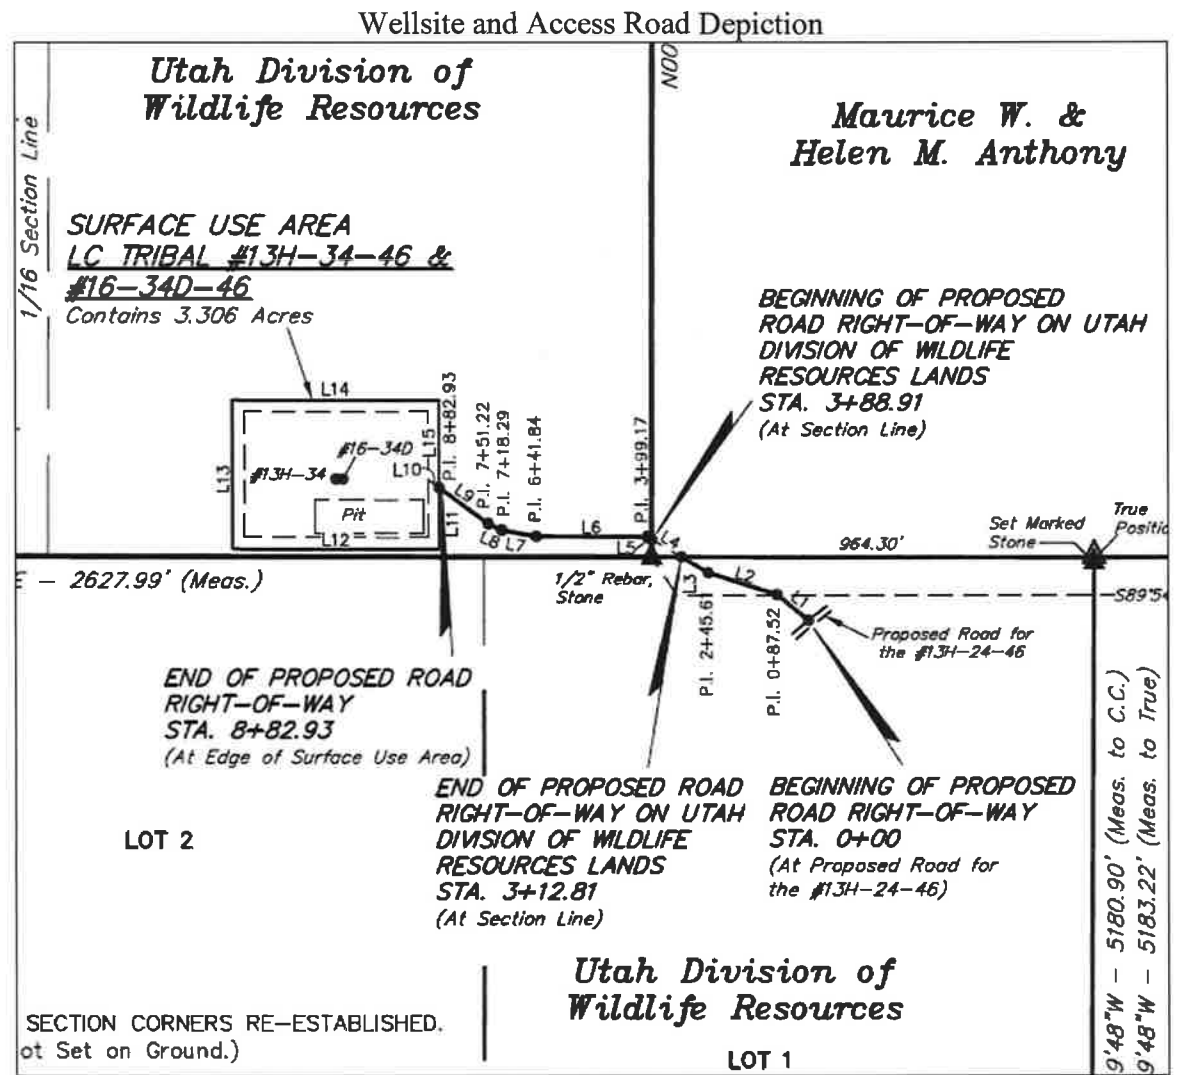 Wellsite and Access Road Depiction
Utah Division of
Wildlife Resources
Maurice W. &
Helen M. Anthony
NOO
1/16 Section Line
SURFACE USE AREA
LC TRIBAL #13H-34-46 &
#16-34D-46
Contains 3.306 Acres
BEGINNING OF PROPOSED
ROAD RIGHT-OF-WAY ON UTAH
DIVISION OF WILDLIFE
RESOURCES LANDS
STA. 3+88.91
(At Section Line)
L14
L13
L15
#16-34D
#13H-34
L10
Pit
L12
L11
P.I. 8+82.93
L9
P.I. 7+51.22
L8
P.I. 7+18.29
L7
P.I. 6+41.84
L6
P.I. 3+99.17
L5
L4
964.30'
Set Marked
Stone
True
Positio
E - 2627.99' (Meas.)
1/2" Rebar,
Stone
L3
L2
L1
S89°54
P.I. 2+45.61
P.I. 0+87.52
Proposed Road for
the #13H-24-46
END OF PROPOSED ROAD
RIGHT-OF-WAY
STA. 8+82.93
(At Edge of Surface Use Area)
END OF PROPOSED ROAD
RIGHT-OF-WAY ON UTAH
DIVISION OF WILDLIFE
RESOURCES LANDS
STA. 3+12.81
(At Section Line)
BEGINNING OF PROPOSED
ROAD RIGHT-OF-WAY
STA. 0+00
(At Proposed Road for
the #13H-24-46)
LOT 2
9'48"W - 5180.90' (Meas. to C.C.)
9'48"W - 5183.22' (Meas. to True)
Utah Division of
Wildlife Resources
SECTION CORNERS RE-ESTABLISHED.
ot Set on Ground.)
LOT 1